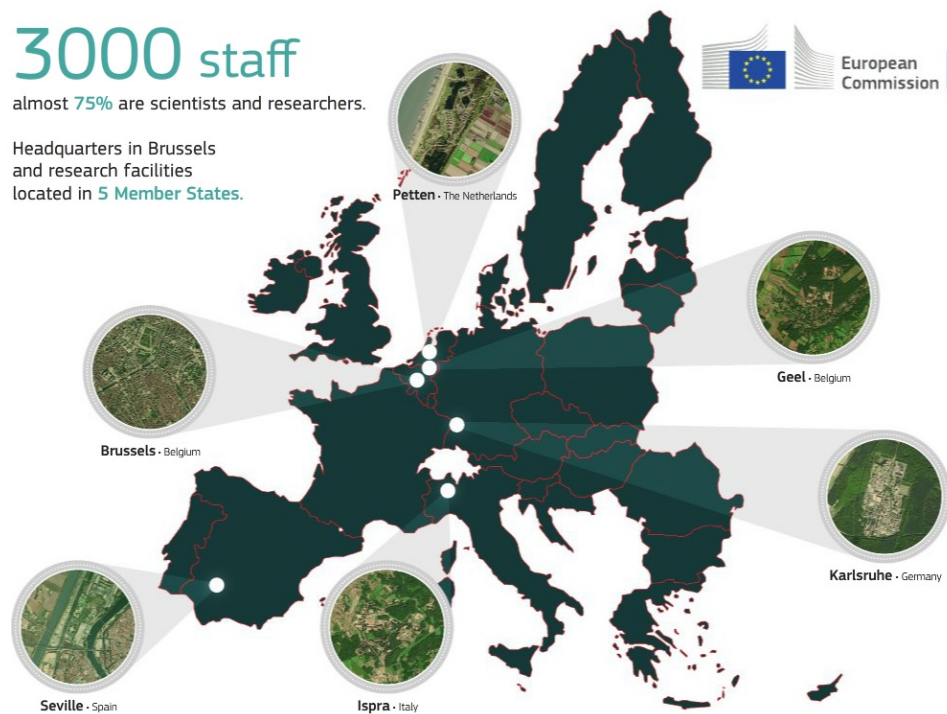 3000 staff
almost 75% are scientists and researchers.
Headquarters in Brussels
and research facilities
located in 5 Member States.
European
Commission
Petten · The Netherlands
Geel · Belgium
Brussels · Belgium
Karlsruhe · Germany
Seville · Spain
Ispra · Italy